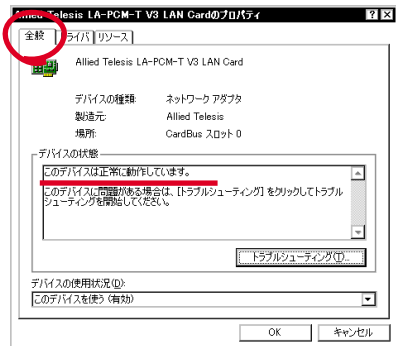 Allied Telesis LA-PCM-T V3 LAN Cardのプロパティ
全般 ドライバ リソース
Allied Telesis LA-PCM-T V3 LAN Card
デバイスの種類: ネットワーク アダプタ
製造元: Allied Telesis
場所: CardBus スロット 0
デバイスの状態
このデバイスは正常に動作しています。
このデバイスに問題がある場合は、[トラブルシューティング] をクリックしてトラブル
シューティングを開始してください。
トラブルシューティング(T)...
デバイスの使用状況(D):
このデバイスを使う (有効)
OK キャンセル